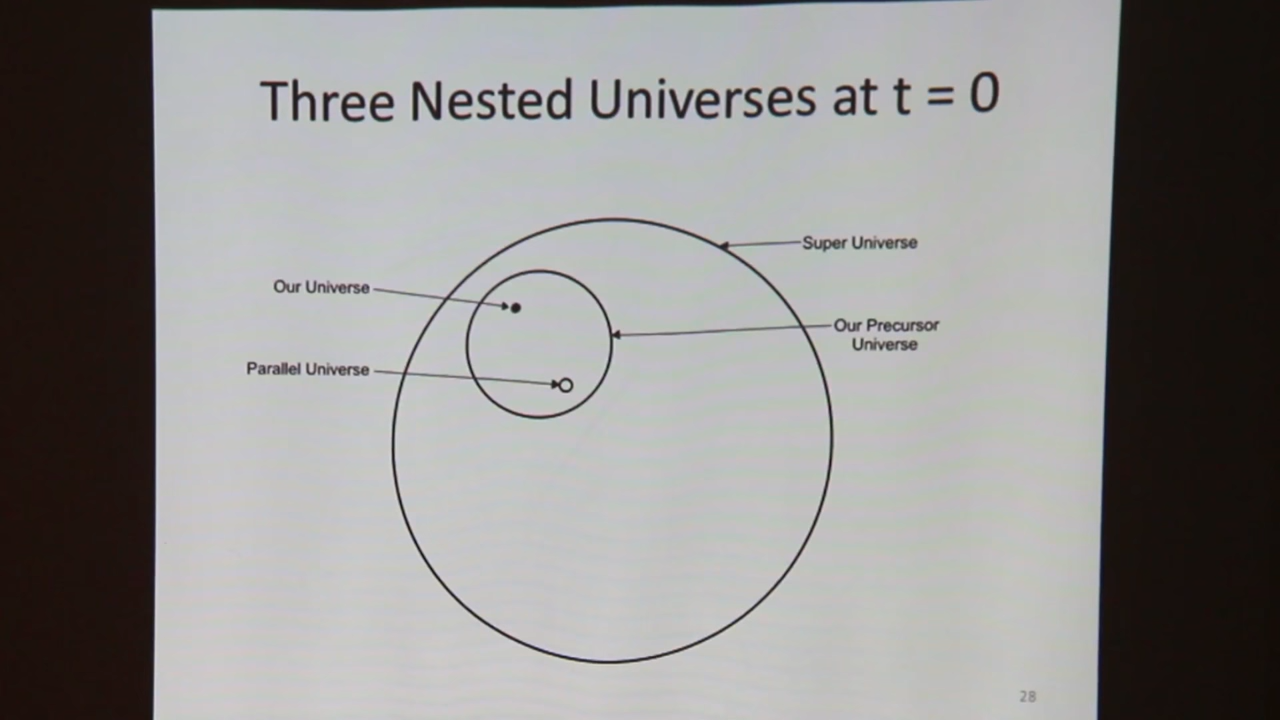 Three Nested Universes at t = 0
Super Universe
Our Universe
Our Precursor
Universe
Parallel Universe
28